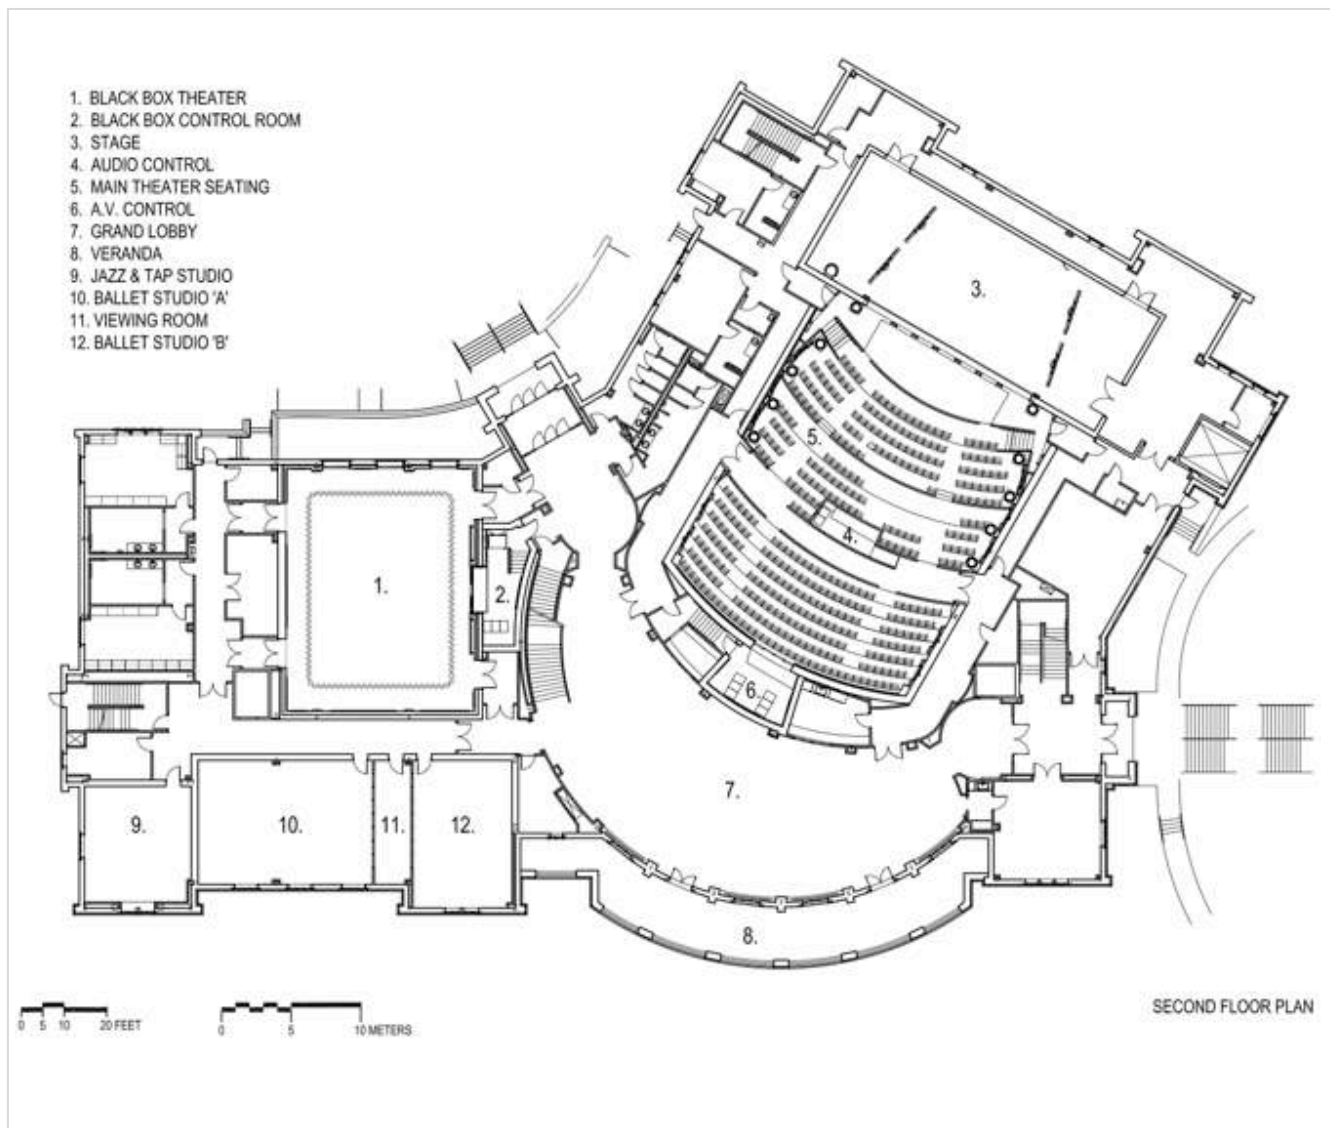 1. BLACK BOX THEATER
2. BLACK BOX CONTROL ROOM
3. STAGE
4. AUDIO CONTROL
5. MAIN THEATER SEATING
6. A.V. CONTROL
7. GRAND LOBBY
8. VERANDA
9. JAZZ & TAP STUDIO
10. BALLET STUDIO 'A'
11. VIEWING ROOM
12. BALLET STUDIO 'B'
3.
5.
4.
1.
2.
6.
7.
9.
10.
11.
12.
8.
SECOND FLOOR PLAN
0 5 10 20 FEET
0 5 10 METERS